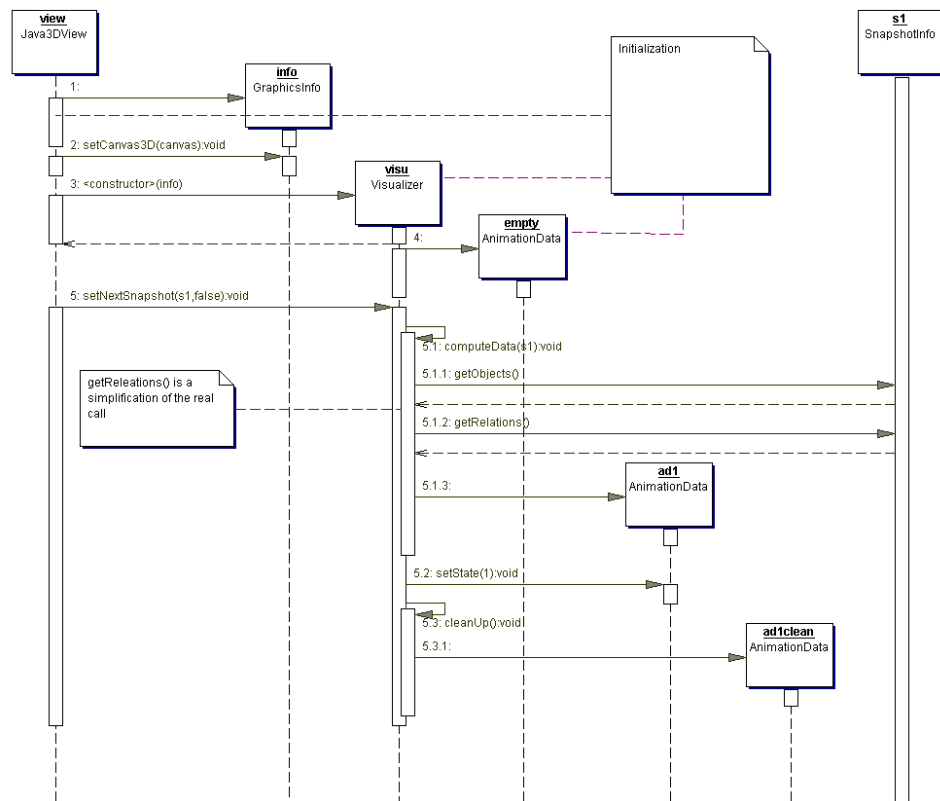 view
Java3DView
s1
SnapshotInfo
Initialization
info
GraphicsInfo
1:
2: setCanvas3D(canvas):void
visu
Visualizer
3: <constructor>(info)
empty
AnimationData
4:
5: setNextSnapshot(s1,false):void
5.1: computeData(s1):void
5.1.1: getObjects()
getReleations() is a
simplification of the real
call
5.1.2: getRelations()
ad1
AnimationData
5.1.3:
5.2: setState(1):void
5.3: cleanUp():void
ad1clean
AnimationData
5.3.1: